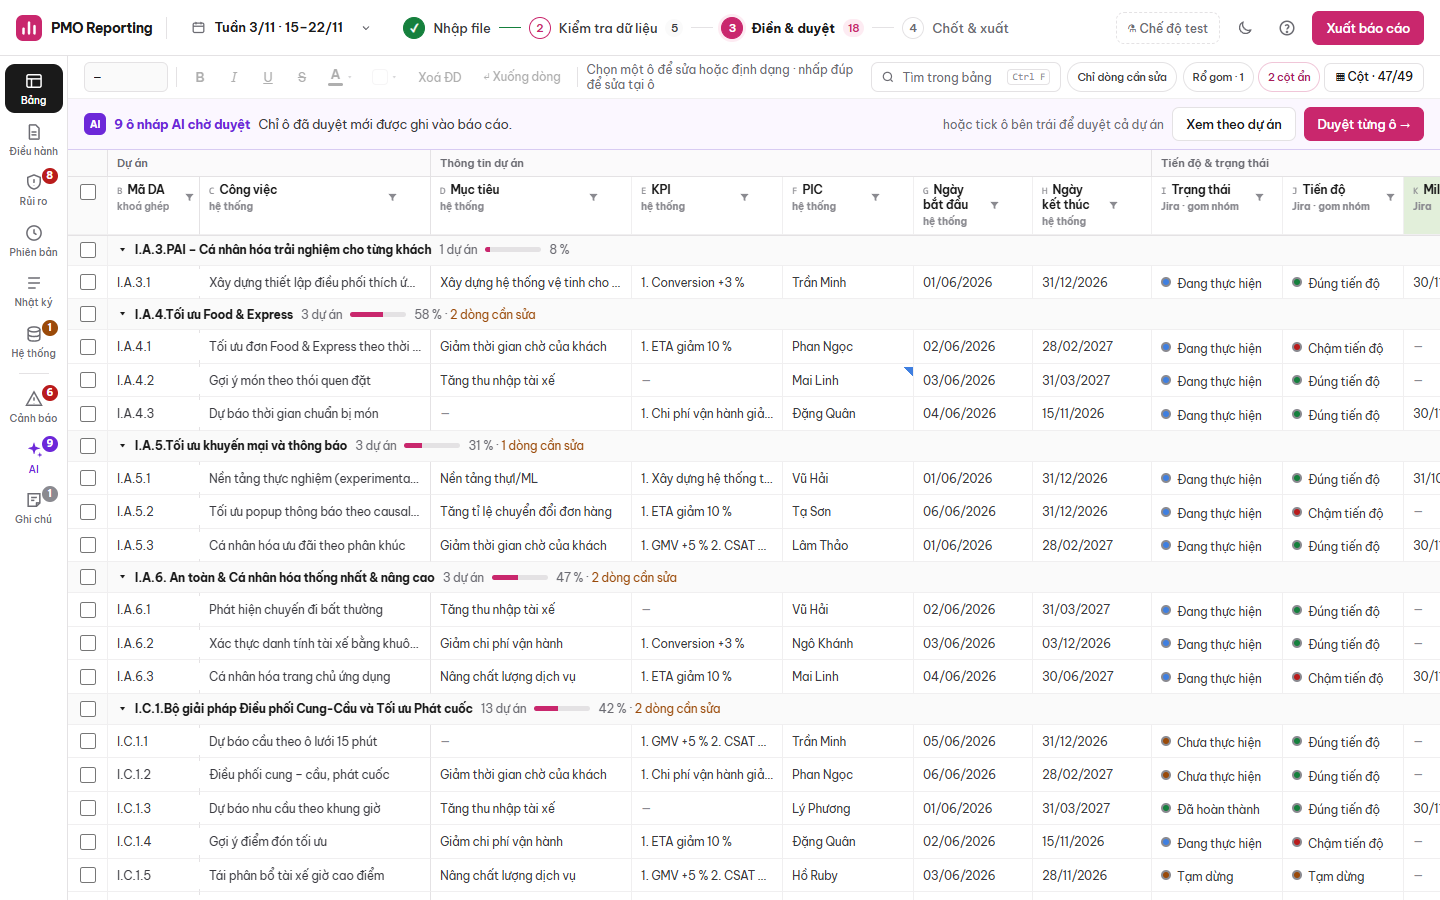 PMO Reporting
Tuần 3/11 · 15–22/11
Nhập file
2 Kiểm tra dữ liệu 5
3 Điền & duyệt 18
4 Chốt & xuất
Chế độ test
Xuất báo cáo
Bảng
Điều hành
8
Rủi ro
Phiên bản
Nhật ký
1
Hệ thống
6
Cảnh báo
9
AI
1
Ghi chú
–
B I U S A
Xoá ĐD
Xuống dòng
Chọn một ô để sửa hoặc định dạng · nhấp đúp
để sửa tại ô
Tìm trong bảng Ctrl F
Chỉ dòng cần sửa
Rổ gom · 1
2 cột ẩn
Cột · 47/49
AI 9 ô nháp AI chờ duyệt Chỉ ô đã duyệt mới được ghi vào báo cáo.
hoặc tick ô bên trái để duyệt cả dự án
Xem theo dự án
Duyệt từng ô →
Dự án Thông tin dự án Tiến độ & trạng thái
B Mã DA
khoá ghép
C Công việc
hệ thống
D Mục tiêu
hệ thống
E KPI
hệ thống
F PIC
hệ thống
G Ngày
bắt đầu
hệ thống
H Ngày
kết thúc
hệ thống
I Trạng thái
Jira · gom nhóm
J Tiến độ
Jira · gom nhóm
K Mil
Jira
I.A.3.PAI – Cá nhân hóa trải nghiệm cho từng khách 1 dự án 8 %
I.A.3.1 Xây dựng thiết lập điều phối thích ứ... Xây dựng hệ thống vệ tinh cho ... 1. Conversion +3 % Trần Minh 01/06/2026 31/12/2026 Đang thực hiện Đúng tiến độ 30/1
I.A.4.Tối ưu Food & Express 3 dự án 58 % · 2 dòng cần sửa
I.A.4.1 Tối ưu đơn Food & Express theo thời ... Giảm thời gian chờ của khách 1. ETA giảm 10 % Phan Ngọc 02/06/2026 28/02/2027 Đang thực hiện Chậm tiến độ –
I.A.4.2 Gợi ý món theo thói quen đặt Tăng thu nhập tài xế – Mai Linh 03/06/2026 31/03/2027 Đang thực hiện Đúng tiến độ –
I.A.4.3 Dự báo thời gian chuẩn bị món – 1. Chi phí vận hành giả... Đặng Quân 04/06/2026 15/11/2026 Đang thực hiện Đúng tiến độ 30/1
I.A.5.Tối ưu khuyến mại và thông báo 3 dự án 31 % · 1 dòng cần sửa
I.A.5.1 Nền tảng thực nghiệm (experimenta... Nền tảng thựl/ML 1. Xây dựng hệ thống t... Vũ Hải 01/06/2026 31/12/2026 Đang thực hiện Đúng tiến độ 31/10
I.A.5.2 Tối ưu popup thông báo theo causal... Tăng tỉ lệ chuyển đổi đơn hàng 1. ETA giảm 10 % Tạ Sơn 06/06/2026 31/12/2026 Đang thực hiện Chậm tiến độ –
I.A.5.3 Cá nhân hóa ưu đãi theo phân khúc Giảm thời gian chờ của khách 1. GMV +5 % 2. CSAT ... Lâm Thảo 01/06/2026 28/02/2027 Đang thực hiện Đúng tiến độ 30/1
I.A.6. An toàn & Cá nhân hóa thống nhất & nâng cao 3 dự án 47 % · 2 dòng cần sửa
I.A.6.1 Phát hiện chuyến đi bất thường Tăng thu nhập tài xế – Vũ Hải 02/06/2026 31/03/2027 Đang thực hiện Đúng tiến độ –
I.A.6.2 Xác thực danh tính tài xế bằng khuô... Giảm chi phí vận hành 1. Conversion +3 % Ngô Khánh 03/06/2026 03/12/2026 Đang thực hiện Đúng tiến độ –
I.A.6.3 Cá nhân hóa trang chủ ứng dụng Nâng chất lượng dịch vụ 1. ETA giảm 10 % Mai Linh 04/06/2026 30/06/2027 Đang thực hiện Chậm tiến độ 30/1
I.C.1.Bộ giải pháp Điều phối Cung-Cầu và Tối ưu Phát cuốc 13 dự án 42 % · 2 dòng cần sửa
I.C.1.1 Dự báo cầu theo ô lưới 15 phút – 1. GMV +5 % 2. CSAT ... Trần Minh 05/06/2026 31/12/2026 Chưa thực hiện Đúng tiến độ –
I.C.1.2 Điều phối cung – cầu, phát cuốc Giảm thời gian chờ của khách 1. Chi phí vận hành giả... Phan Ngọc 06/06/2026 28/02/2027 Chưa thực hiện Đúng tiến độ –
I.C.1.3 Dự báo nhu cầu theo khung giờ Tăng thu nhập tài xế – Lý Phương 01/06/2026 31/03/2027 Đã hoàn thành Đúng tiến độ 30/1
I.C.1.4 Gợi ý điểm đón tối ưu Giảm chi phí vận hành 1. ETA giảm 10 % Đặng Quân 02/06/2026 15/11/2026 Đang thực hiện Chậm tiến độ –
I.C.1.5 Tái phân bổ tài xế giờ cao điểm Nâng chất lượng dịch vụ 1. GMV +5 % 2. CSAT ... Hồ Ruby 03/06/2026 28/11/2026 Tạm dừng Tạm dừng –